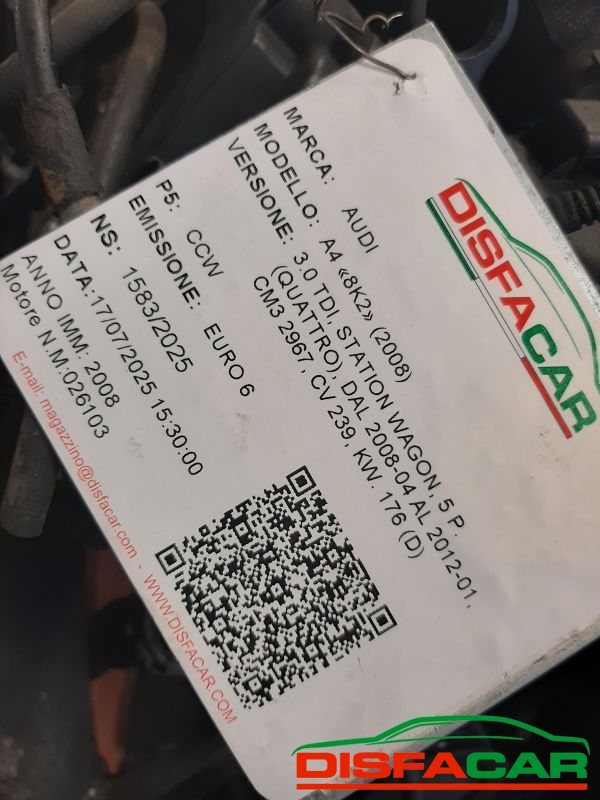 DISFACAR
MARCA: AUDI
MODELLO: A4 «8K2» (2008)
VERSIONE: 3.0 TDI, STATION WAGON, 5 P.
(QUATTRO), DAL 2008-04 AL 2012-01,
CM3 2967, CV 239, KW. 176 (D)
P5: CCW
EMISSIONE: EURO 6
NS: 1583/2025
DATA:17/07/2025 15:30:00
ANNO IMM: 2008
Motore N.M:026103
E-mail: magazzino@disfacar.com - WWW.DISFACAR.COM
DISFACAR